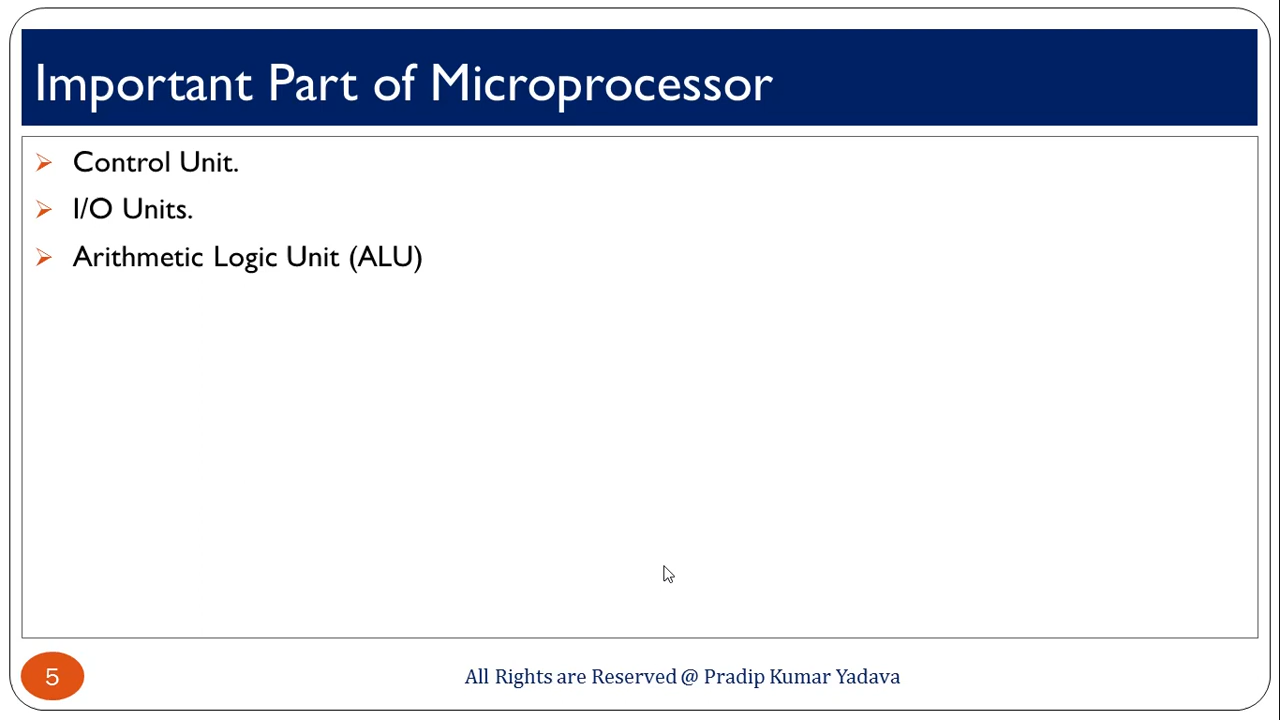 Important Part of Microprocessor
Control Unit.
I/O Units.
Arithmetic Logic Unit (ALU)
5
All Rights are Reserved @ Pradip Kumar Yadava